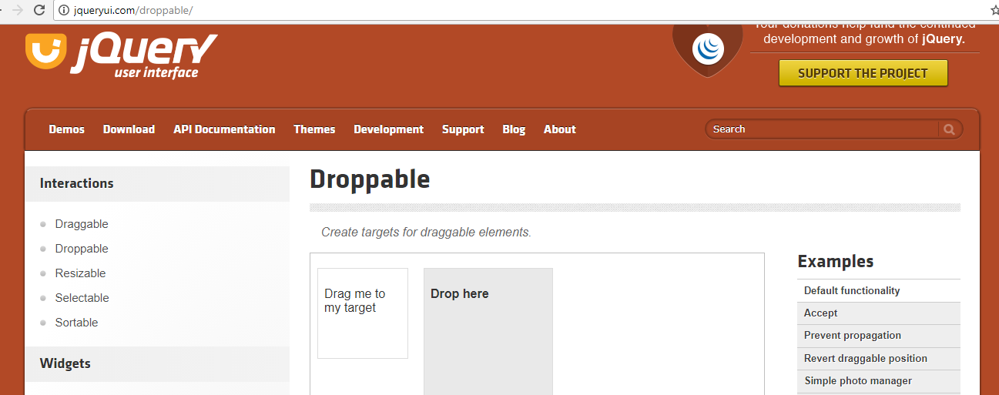 jqueryui.com/droppable/
Your donations help fund the continued
development and growth of jQuery.
jQuery
user interface
SUPPORT THE PROJECT
Demos Download API Documentation Themes Development Support Blog About Search
Interactions
Draggable
Droppable
Resizable
Selectable
Sortable
Widgets
Droppable
Create targets for draggable elements.
Drag me to
my target
Drop here
Examples
Default functionality
Accept
Prevent propagation
Revert draggable position
Simple photo manager